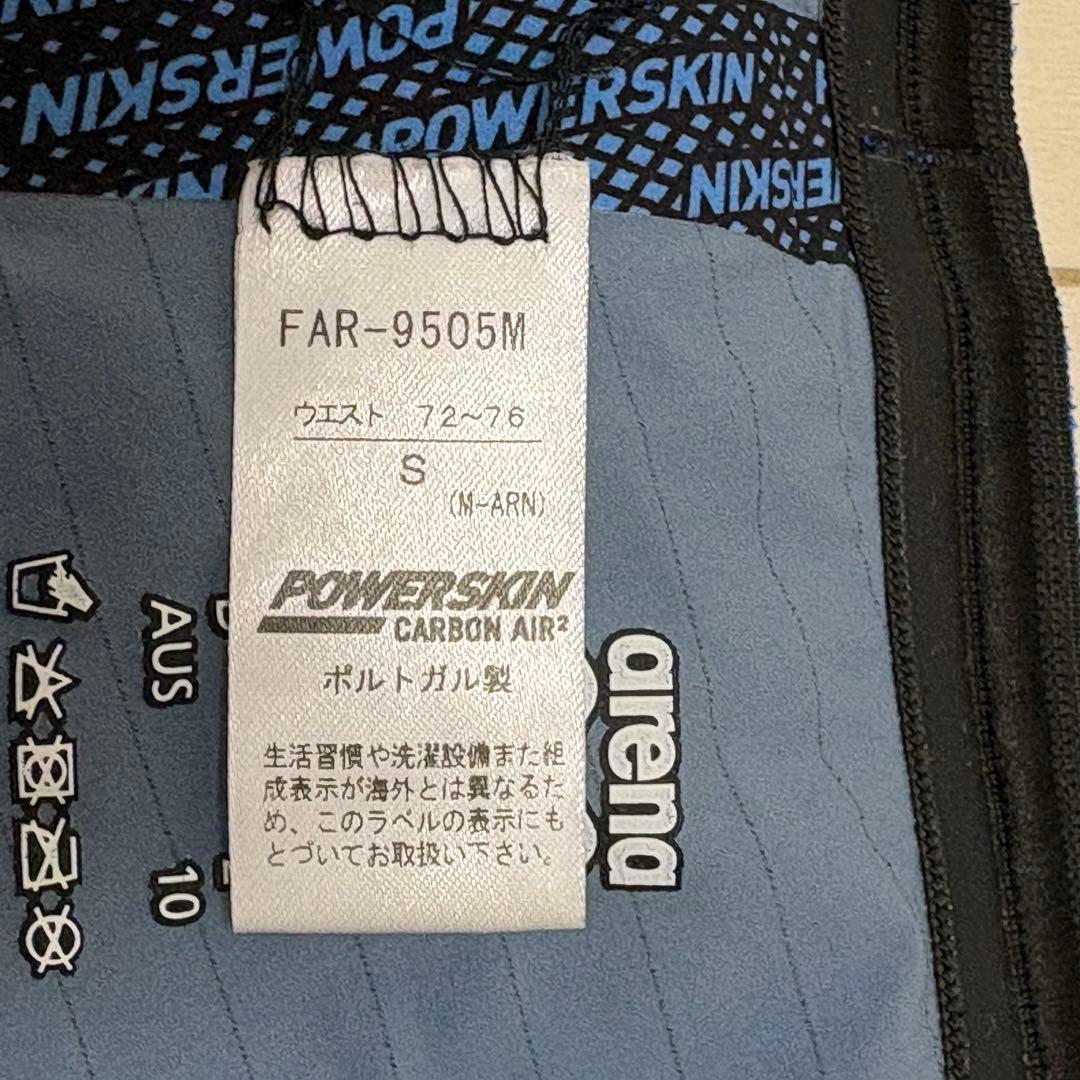 POWERSKIN
POWERSKIN
POWERSKIN
FAR-9505M
ウエスト 72～76
S
(M-ARN)
POWERSKIN
CARBON AIR²
ポルトガル製
生活習慣や洗濯設備また組
成表示が海外とは異なるた
め、このラベルの表示にも
とづいてお取扱い下さい。
arena
AUS
10